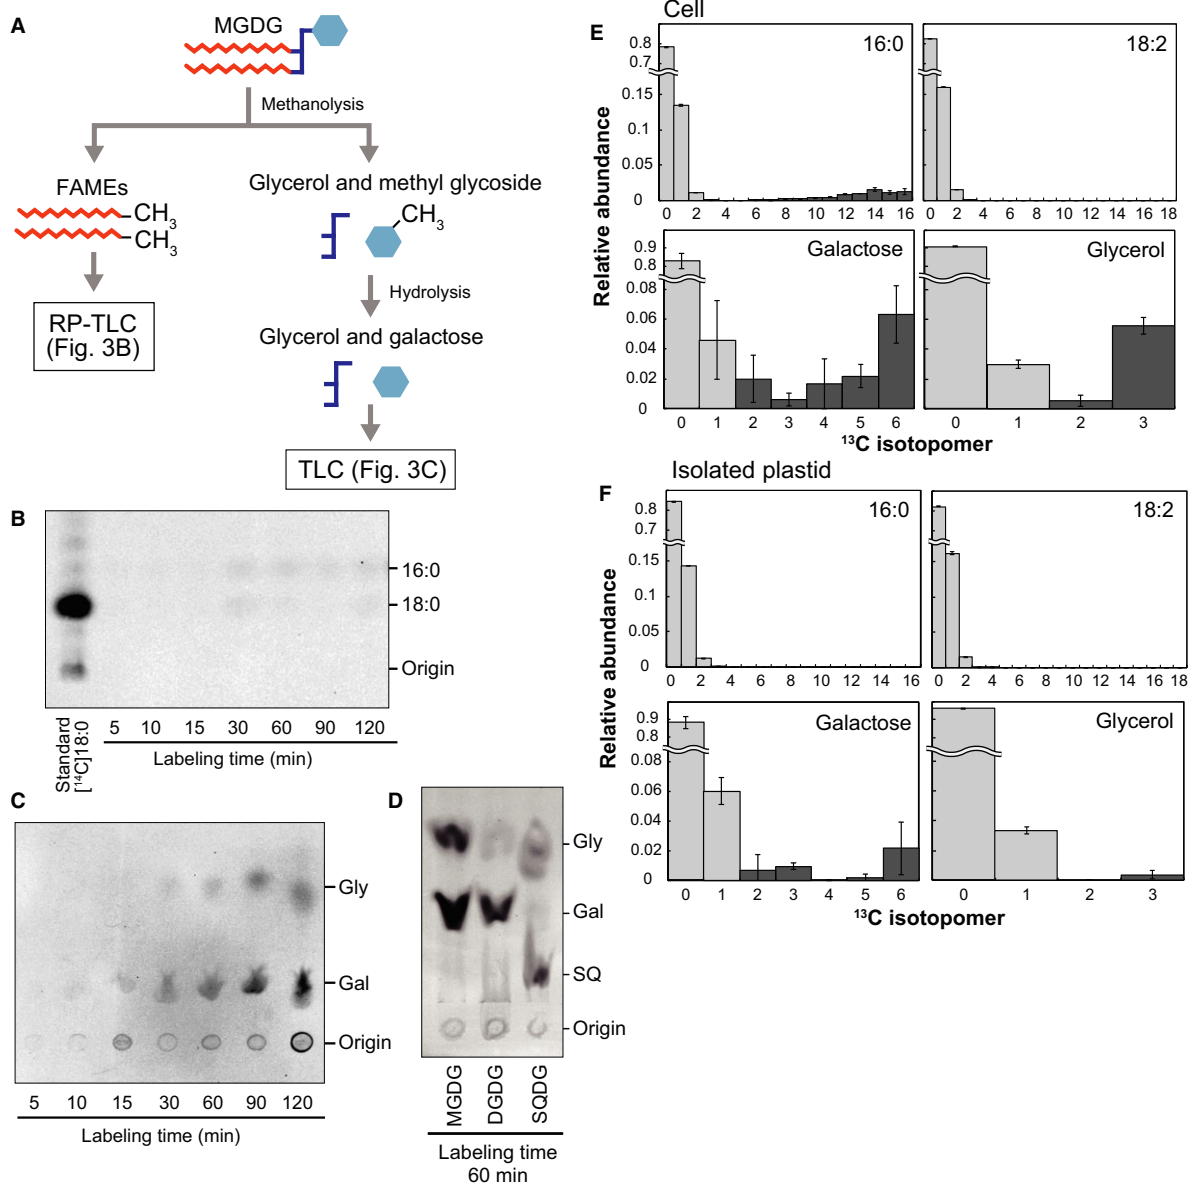 A
MGDG
Methanolysis
FAMEs
CH3
CH3
RP-TLC
(Fig. 3B)
Glycerol and methyl glycoside
CH3
Hydrolysis
Glycerol and galactose
TLC (Fig. 3C)
B
16:0
18:0
Origin
Standard
[14C]18:0
5 10 15 30 60 90 120
Labeling time (min)
C
Gly
Gal
Origin
5 10 15 30 60 90 120
Labeling time (min)
D
Gly
Gal
SQ
Origin
MGDG DGDG SQDG
Labeling time
60 min
E
Cell
Relative abundance
16:0
0.8
0.7
0.15
0.1
0.05
0
0 2 4 6 8 10 12 14 16
18:2
0 2 4 6 8 10 12 14 16 18
Galactose
0.9
0.8
0.08
0.06
0.04
0.02
0
0 1 2 3 4 5 6
Glycerol
0 1 2 3
13C isotopomer
F
Isolated plastid
Relative abundance
16:0
0.8
0.7
0.15
0.1
0.05
0
0 2 4 6 8 10 12 14 16
18:2
0 2 4 6 8 10 12 14 16 18
Galactose
0.9
0.8
0.08
0.06
0.04
0.02
0
0 1 2 3 4 5 6
Glycerol
0 1 2 3
13C isotopomer